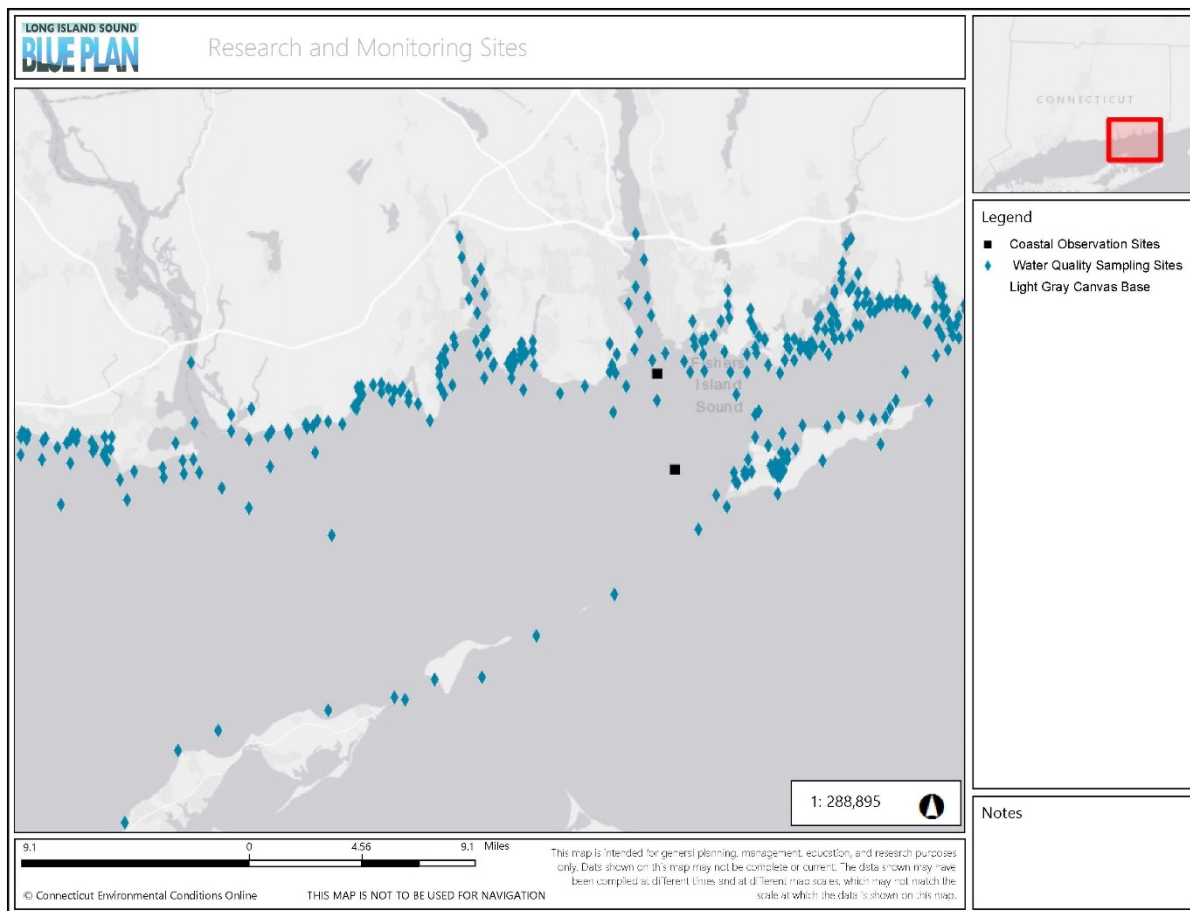 LONG ISLAND SOUND
BLUE PLAN
Research and Monitoring Sites
CONNECTICUT
Fishers
Island
Sound
Legend
Coastal Observation Sites
Water Quality Sampling Sites
Light Gray Canvas Base
1: 288,895
Notes
9.1 0 4.56 9.1 Miles
© Connecticut Environmental Conditions Online
THIS MAP IS NOT TO BE USED FOR NAVIGATION
This map is intended for general planning, management, education, and research purposes
only. Data shown on this map may not be complete or current. The data shown may have
been compiled at different times and at different map scales, which may not match the
scale at which the data is shown on this map.